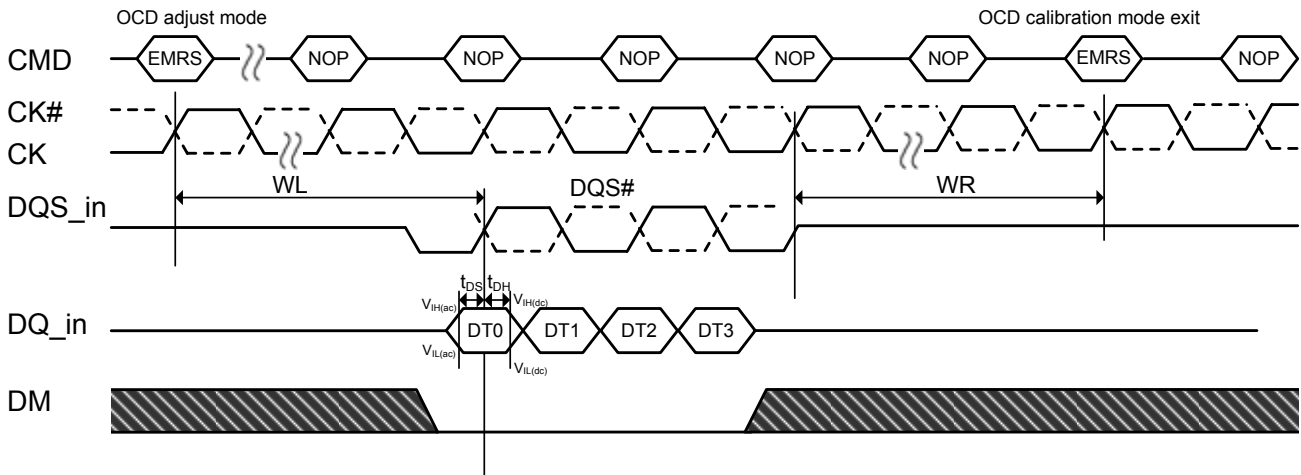 OCD adjust mode OCD calibration mode exit
CMD EMRS NOP NOP NOP NOP NOP EMRS NOP
CK#
CK
WL DQS# WR
DQS_in
tDS tDH
VIH(ac) VIH(dc)
DQ_in DT0 DT1 DT2 DT3
VIL(ac)
VIL(dc)
DM